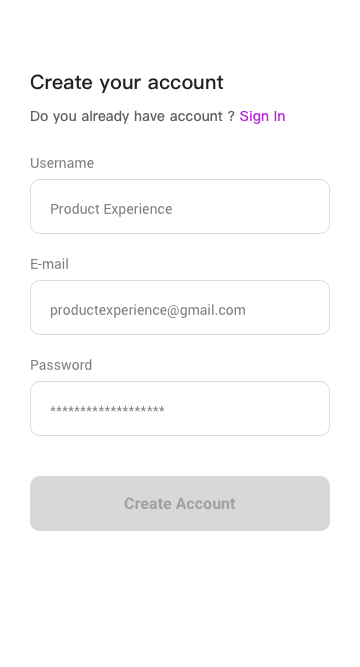 Create your account
Do you already have account ? Sign In
Username
Product Experience
E-mail
productexperience@gmail.com
Password
*******************
Create Account